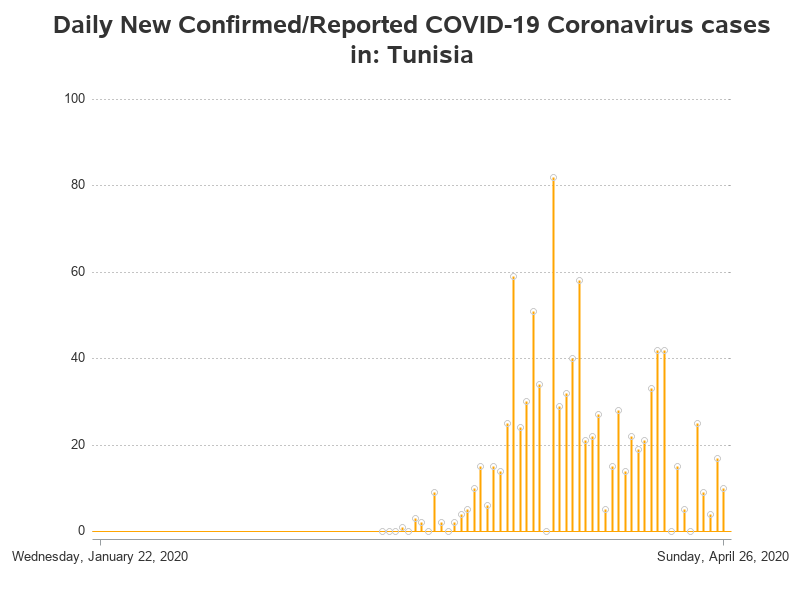 Daily New Confirmed/Reported COVID-19 Coronavirus cases
in: Tunisia
100
80
60
40
20
0
Wednesday, January 22, 2020
Sunday, April 26, 2020